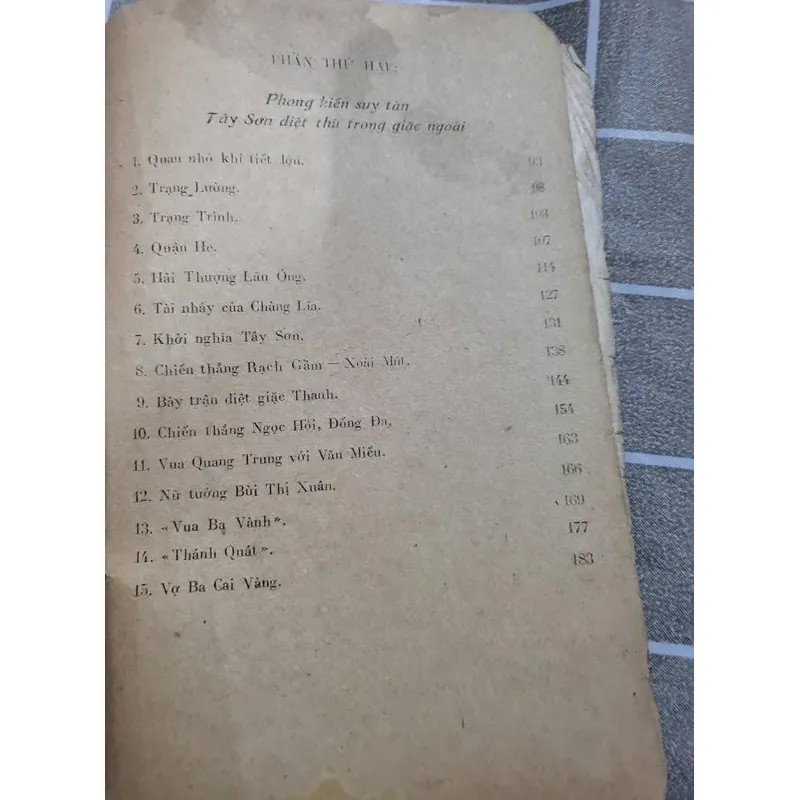 PHẦN THỨ HAI:
Phong kiến suy tàn
Tây Sơn diệt thù trong giặc ngoài
1. Quan nhỏ khí tiết lớn. 93
2. Trạng Lường. 98
3. Trạng Trình. 103
4. Quận He. 107
5. Hải Thượng Lãn Ông. 114
6. Tài nhảy của Chàng Lía. 127
7. Khởi nghĩa Tây Sơn. 131
8. Chiến thắng Rạch Gầm – Xoài Mút. 138
9. Bày trận diệt giặc Thanh. 144
10. Chiến thắng Ngọc Hồi, Đống Đa, 154
11. Vua Quang Trung với Văn Miếu. 163
12. Nữ tướng Bùi Thị Xuân. 166
13. «Vua Bạ Vành». 169
14. «Thánh Quát». 177
15. Vợ Ba Cai Vàng. 183